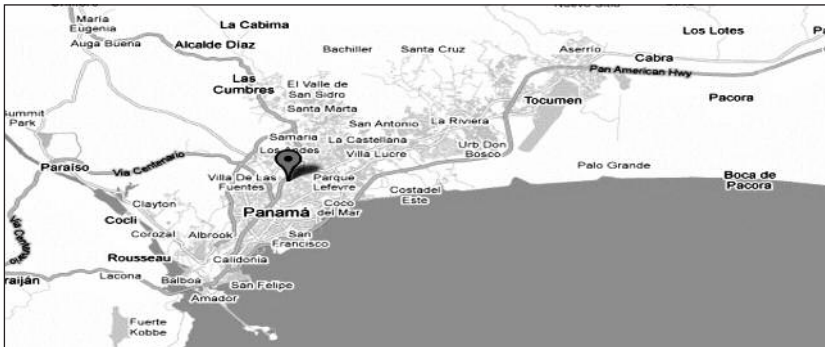 María
Eugenia
Auga Buena
La Cabima
Alcalde Díaz
Bachiller
Santa Cruz
Aserrío
Los Lotes
Cabra
Pan American Hwy
Las
Cumbres
El Valle de
San Sidro
Santa Marta
Tocumen
Pacora
Summit
Park
San Antonio
La Riviera
Samaria
La Castellana
Los Andes
Villa Lucre
Urb Don
Bosco
Paraíso
Vía Centenario
Palo Grande
Villa De Las
Fuentes
Parque
Lefevre
Costadel
Este
Boca de
Pacora
Clayton
Panamá
Coco
del Mar
Cocli
Corozal
Albrook
San
Francisco
Rousseau
Calidonia
raiján
Lacona
Balboa
San Felipe
Amador
Fuerte
Kobbe